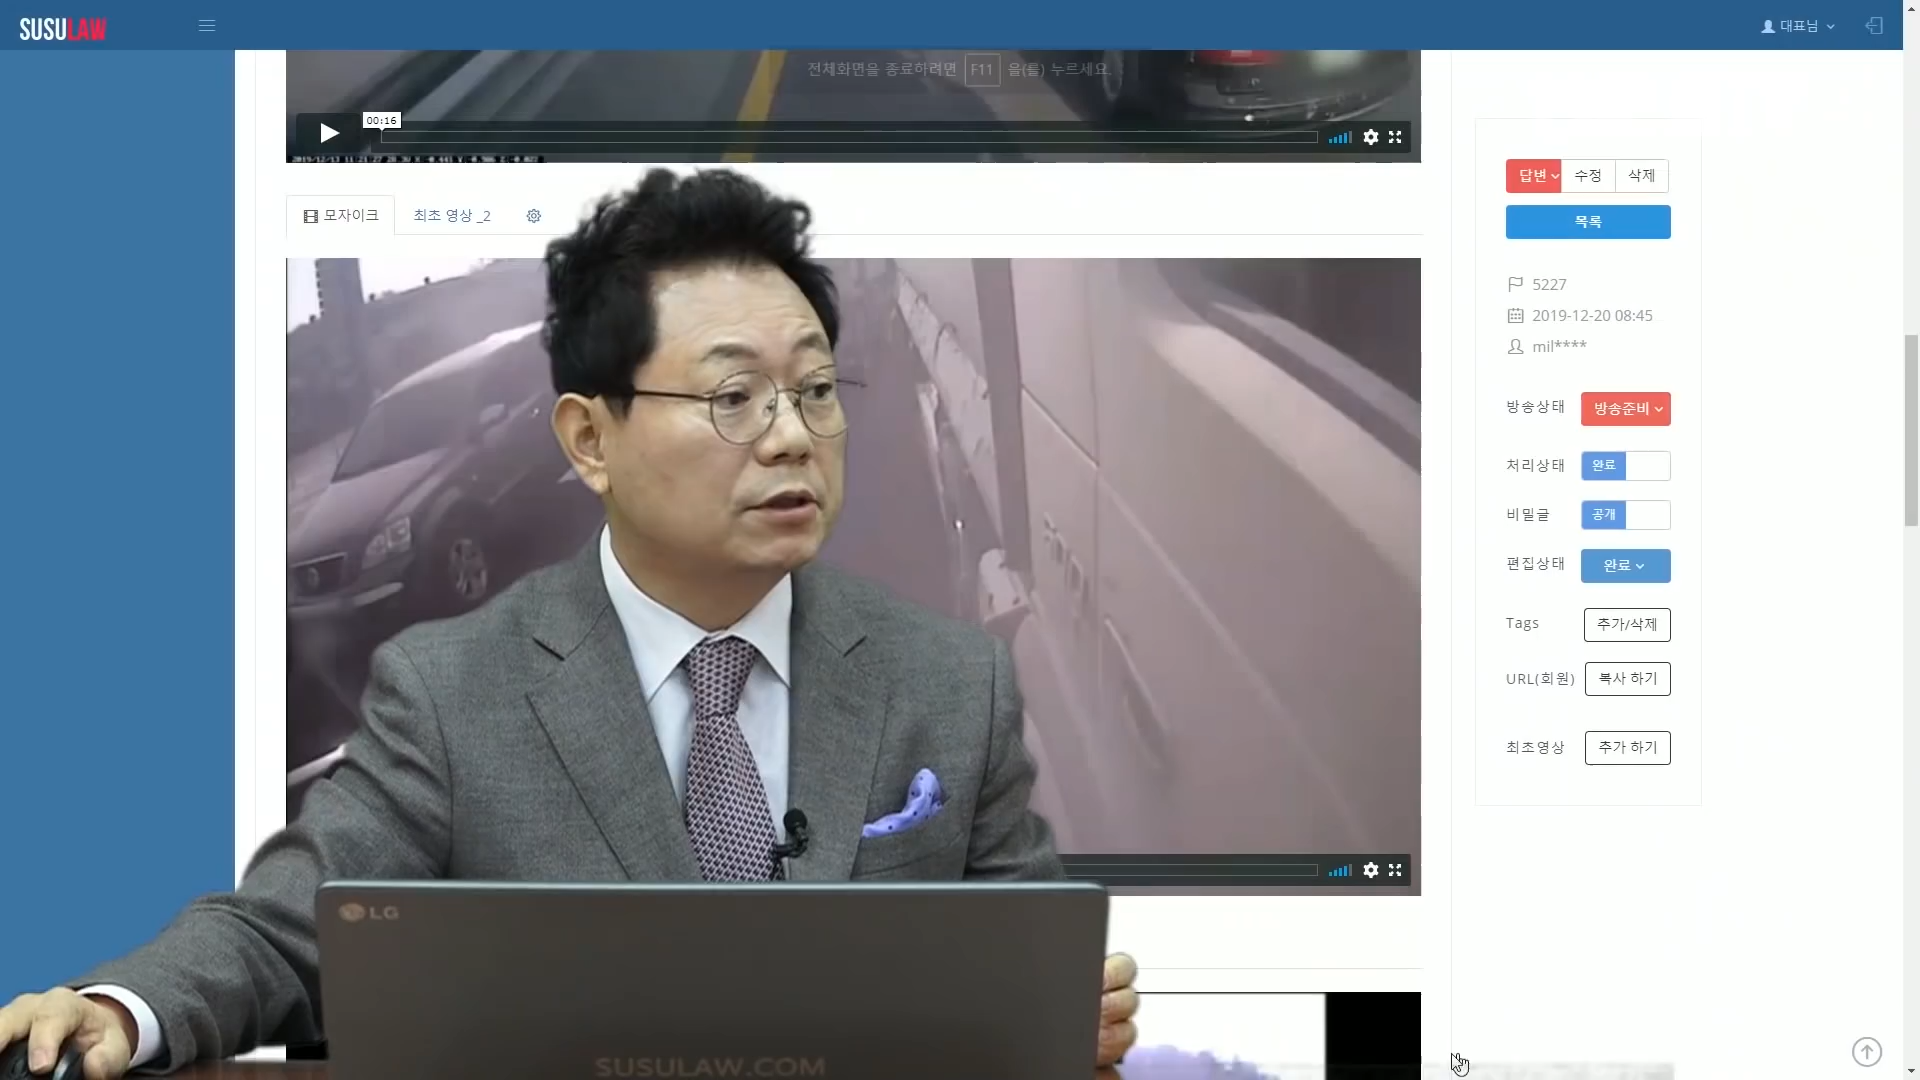 SUSULAW
대표님
전체화면을 종료하려면 F11 을(를) 누르세요.
00:16
모자이크
최초 영상 _2
답변
수정
삭제
목록
5227
2019-12-20 08:45
mil****
방송상태
방송준비
처리상태
완료
비밀글
공개
편집상태
완료
Tags
추가/삭제
URL(회원)
복사 하기
최초영상
추가 하기
LG
SUSULAW.COM